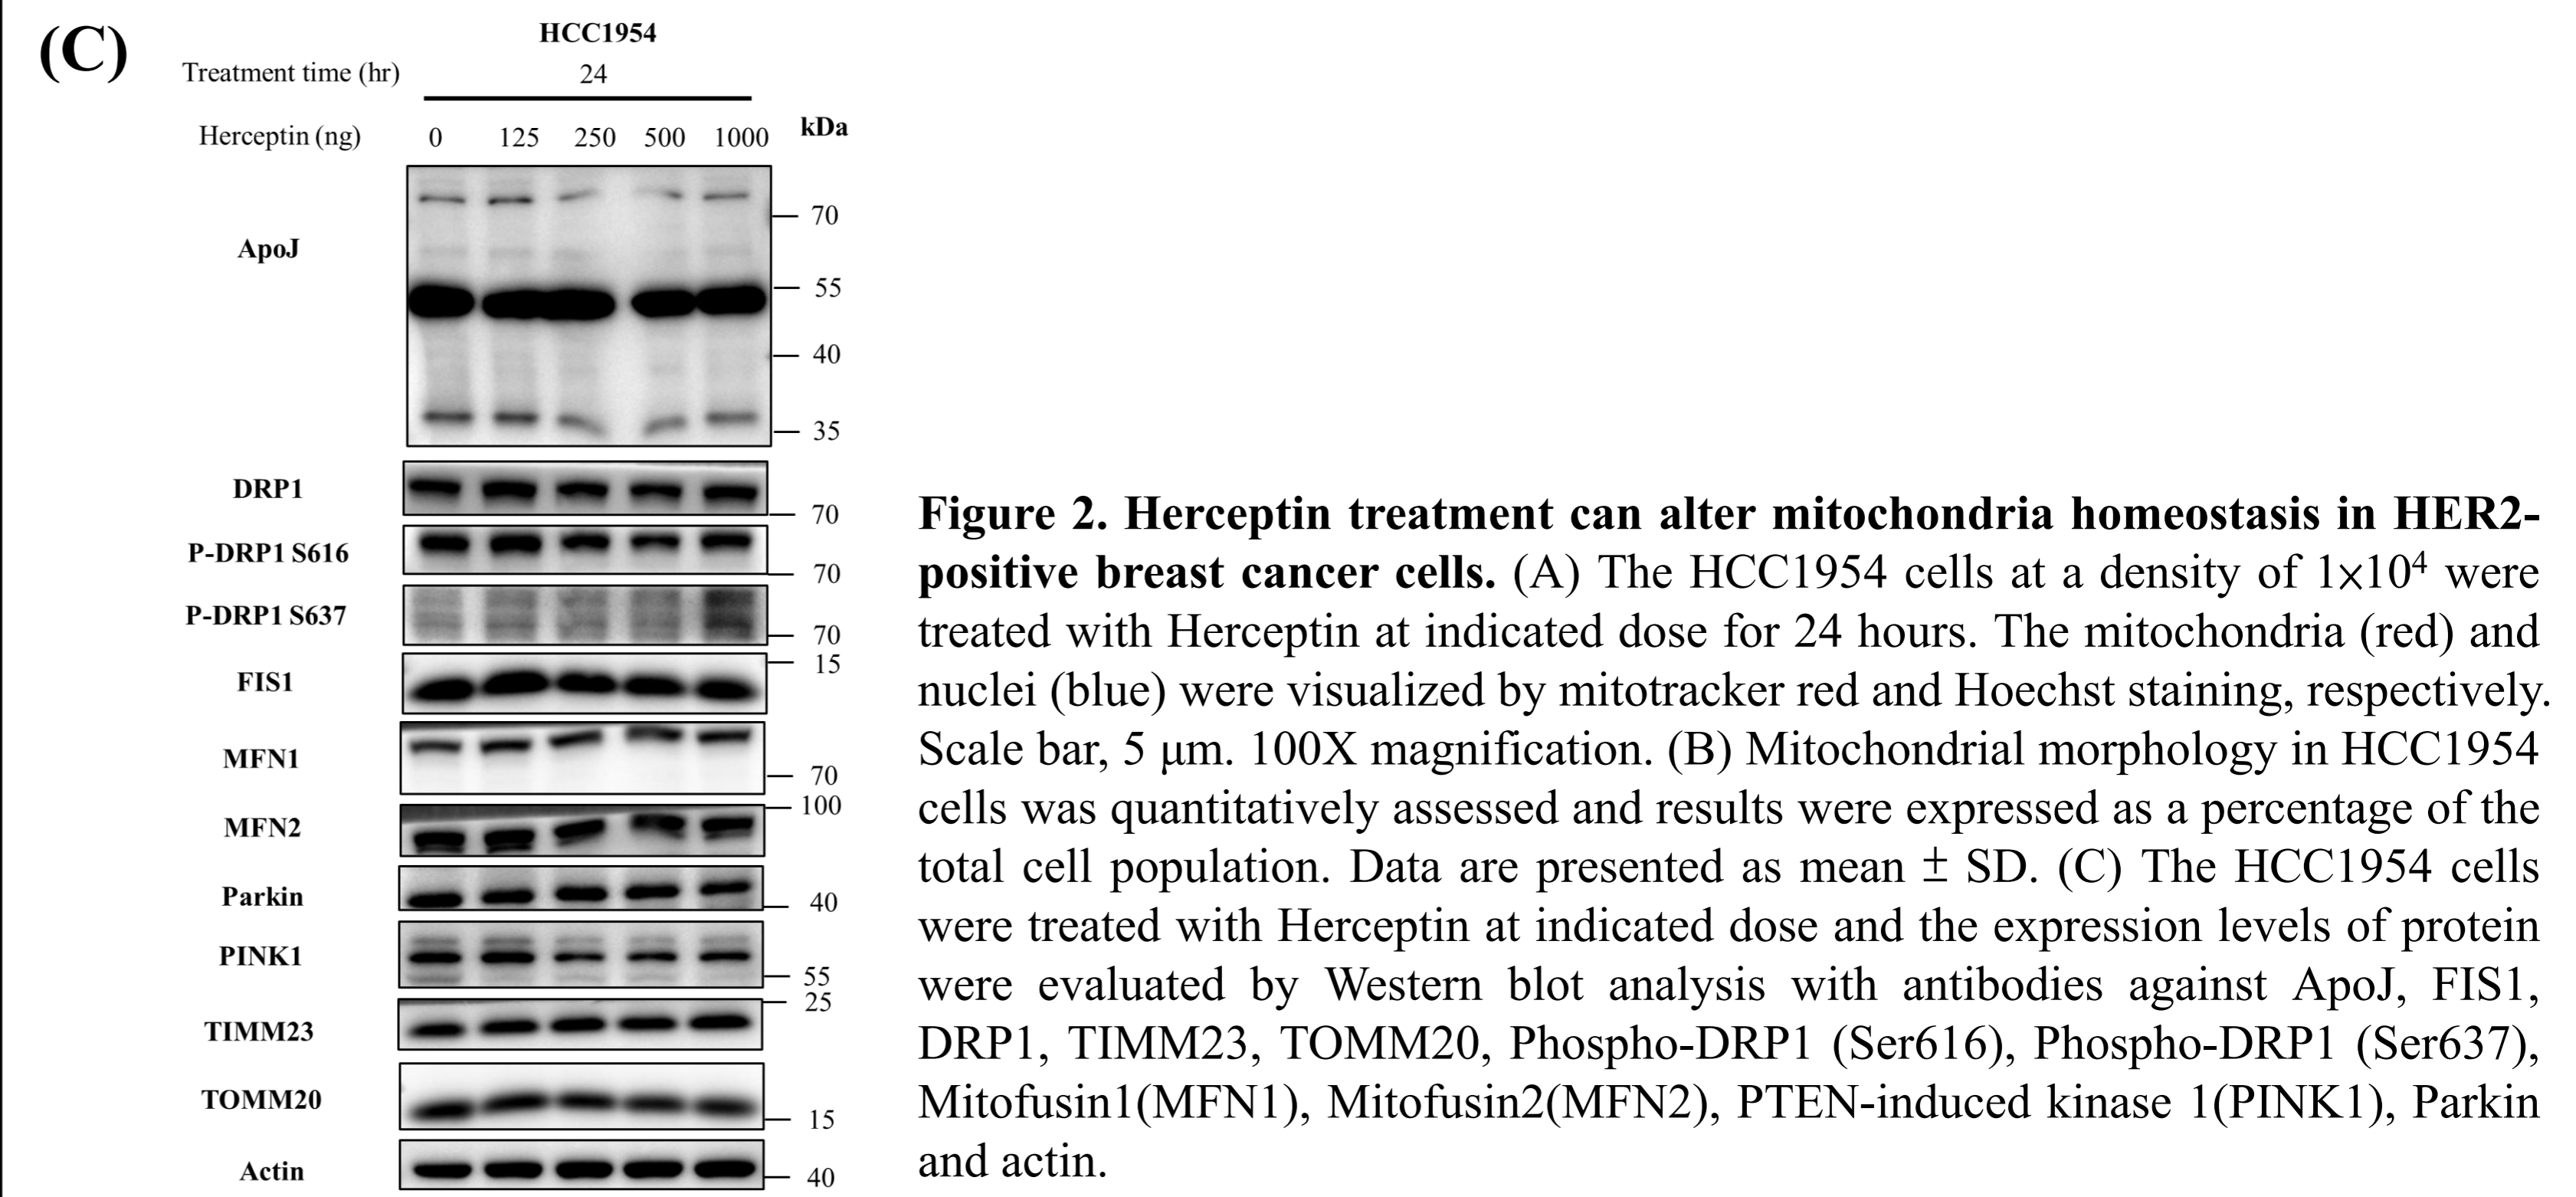 (C)
HCC1954
Treatment time (hr) 24
Herceptin (ng) 0 125 250 500 1000 kDa
ApoJ
70
55
40
35
DRP1
70
P-DRP1 S616
70
P-DRP1 S637
70
15
FIS1
MFN1
70
100
MFN2
Parkin
40
PINK1
55
25
TIMM23
TOMM20
15
Actin
40
Figure 2. Herceptin treatment can alter mitochondria homeostasis in HER2-
positive breast cancer cells. (A) The HCC1954 cells at a density of 1×10⁴ were
treated with Herceptin at indicated dose for 24 hours. The mitochondria (red) and
nuclei (blue) were visualized by mitotracker red and Hoechst staining, respectively.
Scale bar, 5 μm. 100X magnification. (B) Mitochondrial morphology in HCC1954
cells was quantitatively assessed and results were expressed as a percentage of the
total cell population. Data are presented as mean ± SD. (C) The HCC1954 cells
were treated with Herceptin at indicated dose and the expression levels of protein
were evaluated by Western blot analysis with antibodies against ApoJ, FIS1,
DRP1, TIMM23, TOMM20, Phospho-DRP1 (Ser616), Phospho-DRP1 (Ser637),
Mitofusin1(MFN1), Mitofusin2(MFN2), PTEN-induced kinase 1(PINK1), Parkin
and actin.